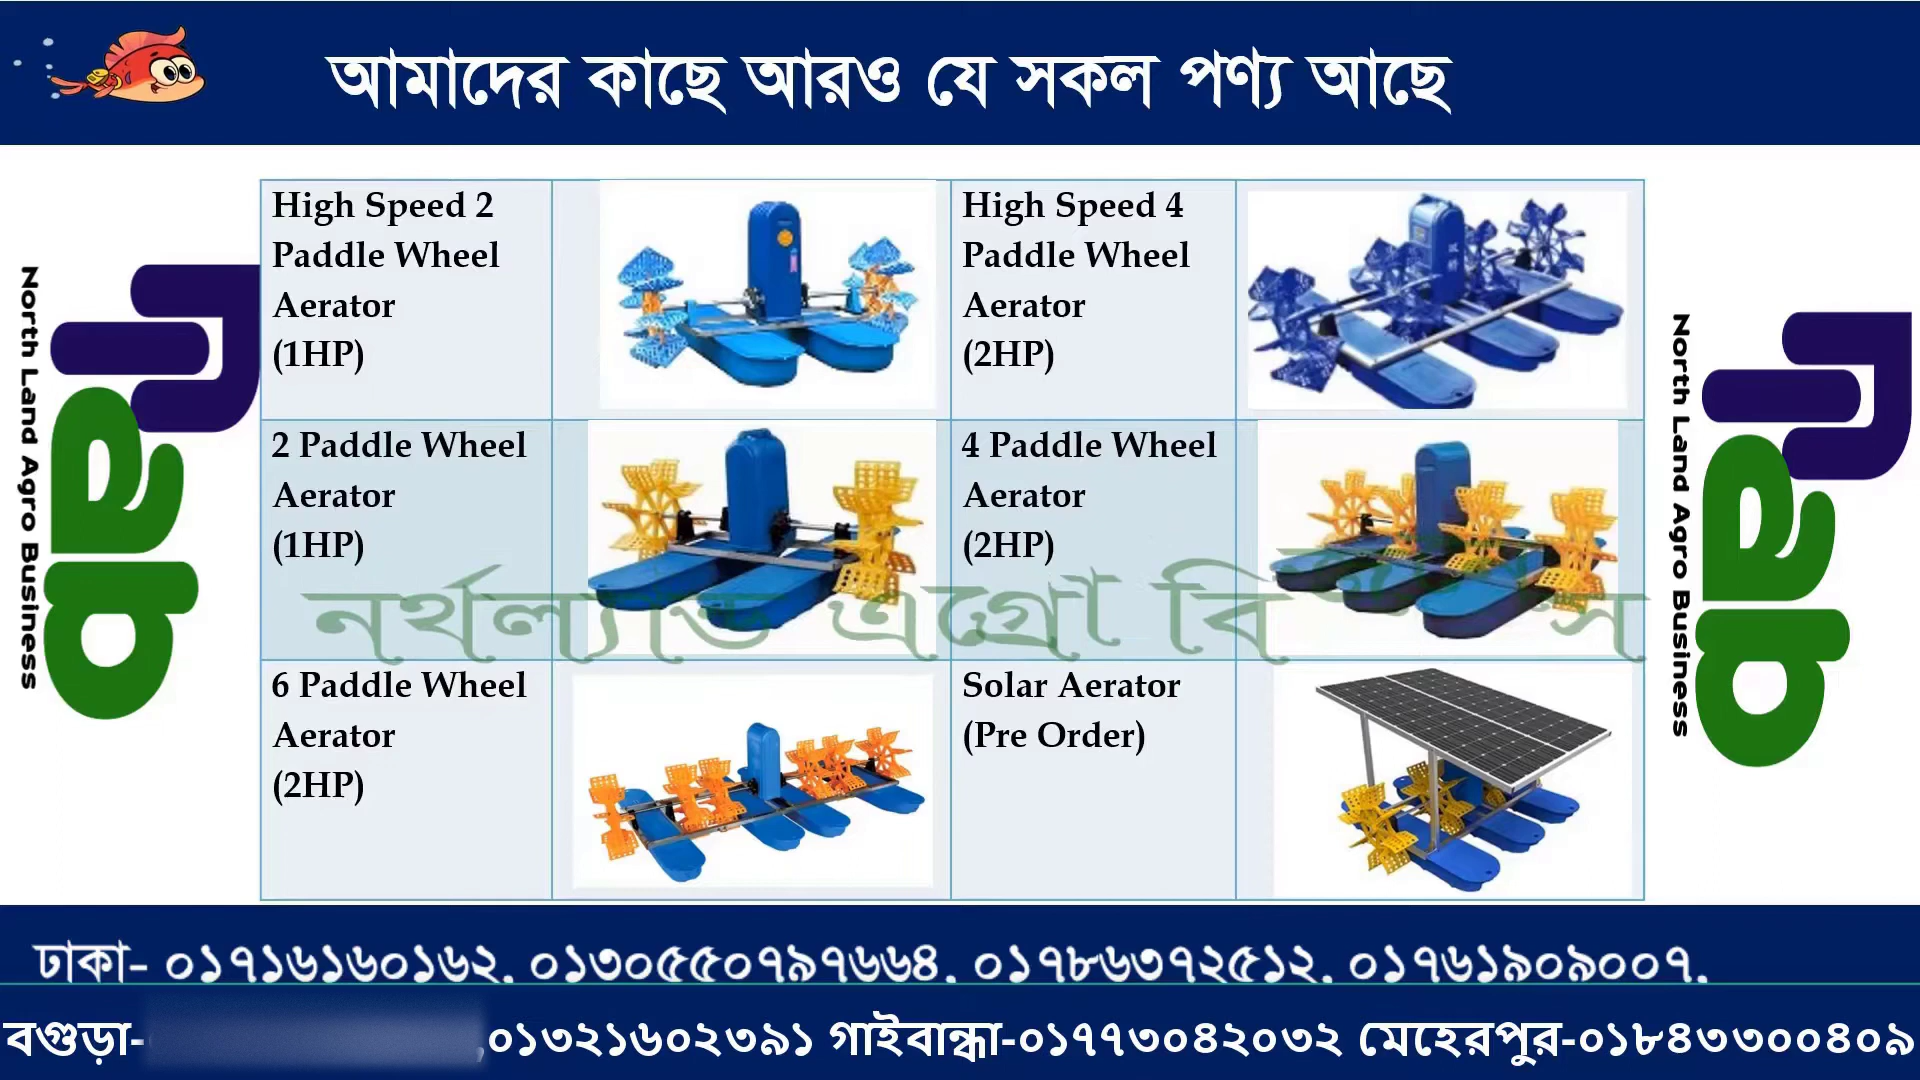 আমাদের কাছে আরও যে সকল পণ্য আছে
North Land Agro Business
nab
High Speed 2
Paddle Wheel
Aerator
(1HP)
High Speed 4
Paddle Wheel
Aerator
(2HP)
2 Paddle Wheel
Aerator
(1HP)
4 Paddle Wheel
Aerator
(2HP)
নর্থল্যান্ড এগ্রো
6 Paddle Wheel
Aerator
(2HP)
Solar Aerator
(Pre Order)
North Land Agro Business
nab
ঢাকা- ০১৭১৬১৬০১৬২, ০১৩০৫৫০৭৯৭৬৬৪, ০১৭৮৬৩৭২৫১২, ০১৭৬১৯০৯০০৭,
বগুড়া- ,০১৩২১৬০২৩৯১ গাইবান্ধা-০১৭৭৩০৪২০৩২ মেহেরপুর-০১৮৪৩৩০০৪০৯